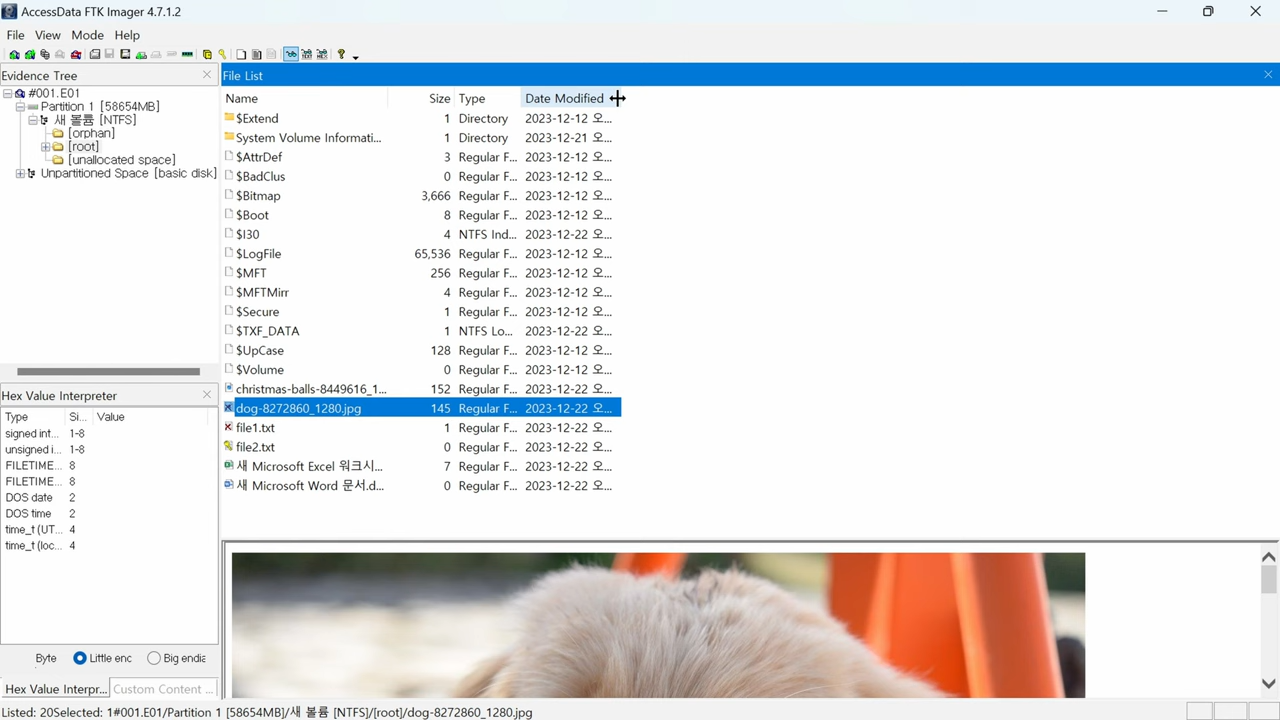 AccessData FTK Imager 4.7.1.2
File View Mode Help
Evidence Tree
#001.E01
Partition 1 [58654MB]
새 볼륨 [NTFS]
[orphan]
[root]
[unallocated space]
Unpartitioned Space [basic disk]
File List
Name Size Type Date Modified
$Extend 1 Directory 2023-12-12 오...
System Volume Informati... 1 Directory 2023-12-21 오...
$AttrDef 3 Regular F... 2023-12-12 오...
$BadClus 0 Regular F... 2023-12-12 오...
$Bitmap 3,666 Regular F... 2023-12-12 오...
$Boot 8 Regular F... 2023-12-12 오...
$I30 4 NTFS Ind... 2023-12-22 오...
$LogFile 65,536 Regular F... 2023-12-12 오...
$MFT 256 Regular F... 2023-12-12 오...
$MFTMirr 4 Regular F... 2023-12-12 오...
$Secure 1 Regular F... 2023-12-12 오...
$TXF_DATA 1 NTFS Lo... 2023-12-22 오...
$UpCase 128 Regular F... 2023-12-12 오...
$Volume 0 Regular F... 2023-12-12 오...
christmas-balls-8449616_1... 152 Regular F... 2023-12-22 오...
dog-8272860_1280.jpg 145 Regular F... 2023-12-22 오...
file1.txt 1 Regular F... 2023-12-22 오...
file2.txt 0 Regular F... 2023-12-22 오...
새 Microsoft Excel 워크시... 7 Regular F... 2023-12-22 오...
새 Microsoft Word 문서.d... 0 Regular F... 2023-12-22 오...
Hex Value Interpreter
Type Si... Value
signed int... 1-8
unsigned i... 1-8
FILETIME... 8
FILETIME... 8
DOS date 2
DOS time 2
time_t (UT... 4
time_t (loc... 4
Byte Little enc Big endia
Hex Value Interpr... Custom Content ...
Listed: 20Selected: 1#001.E01/Partition 1 [58654MB]/새 볼륨 [NTFS]/[root]/dog-8272860_1280.jpg